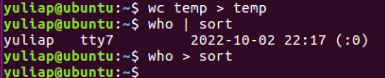 yuliap@ubuntu:~$ wc temp > temp
yuliap@ubuntu:~$ who | sort
yuliap   tty7         2022-10-02 22:17 (:0)
yuliap@ubuntu:~$ who > sort
yuliap@ubuntu:~$